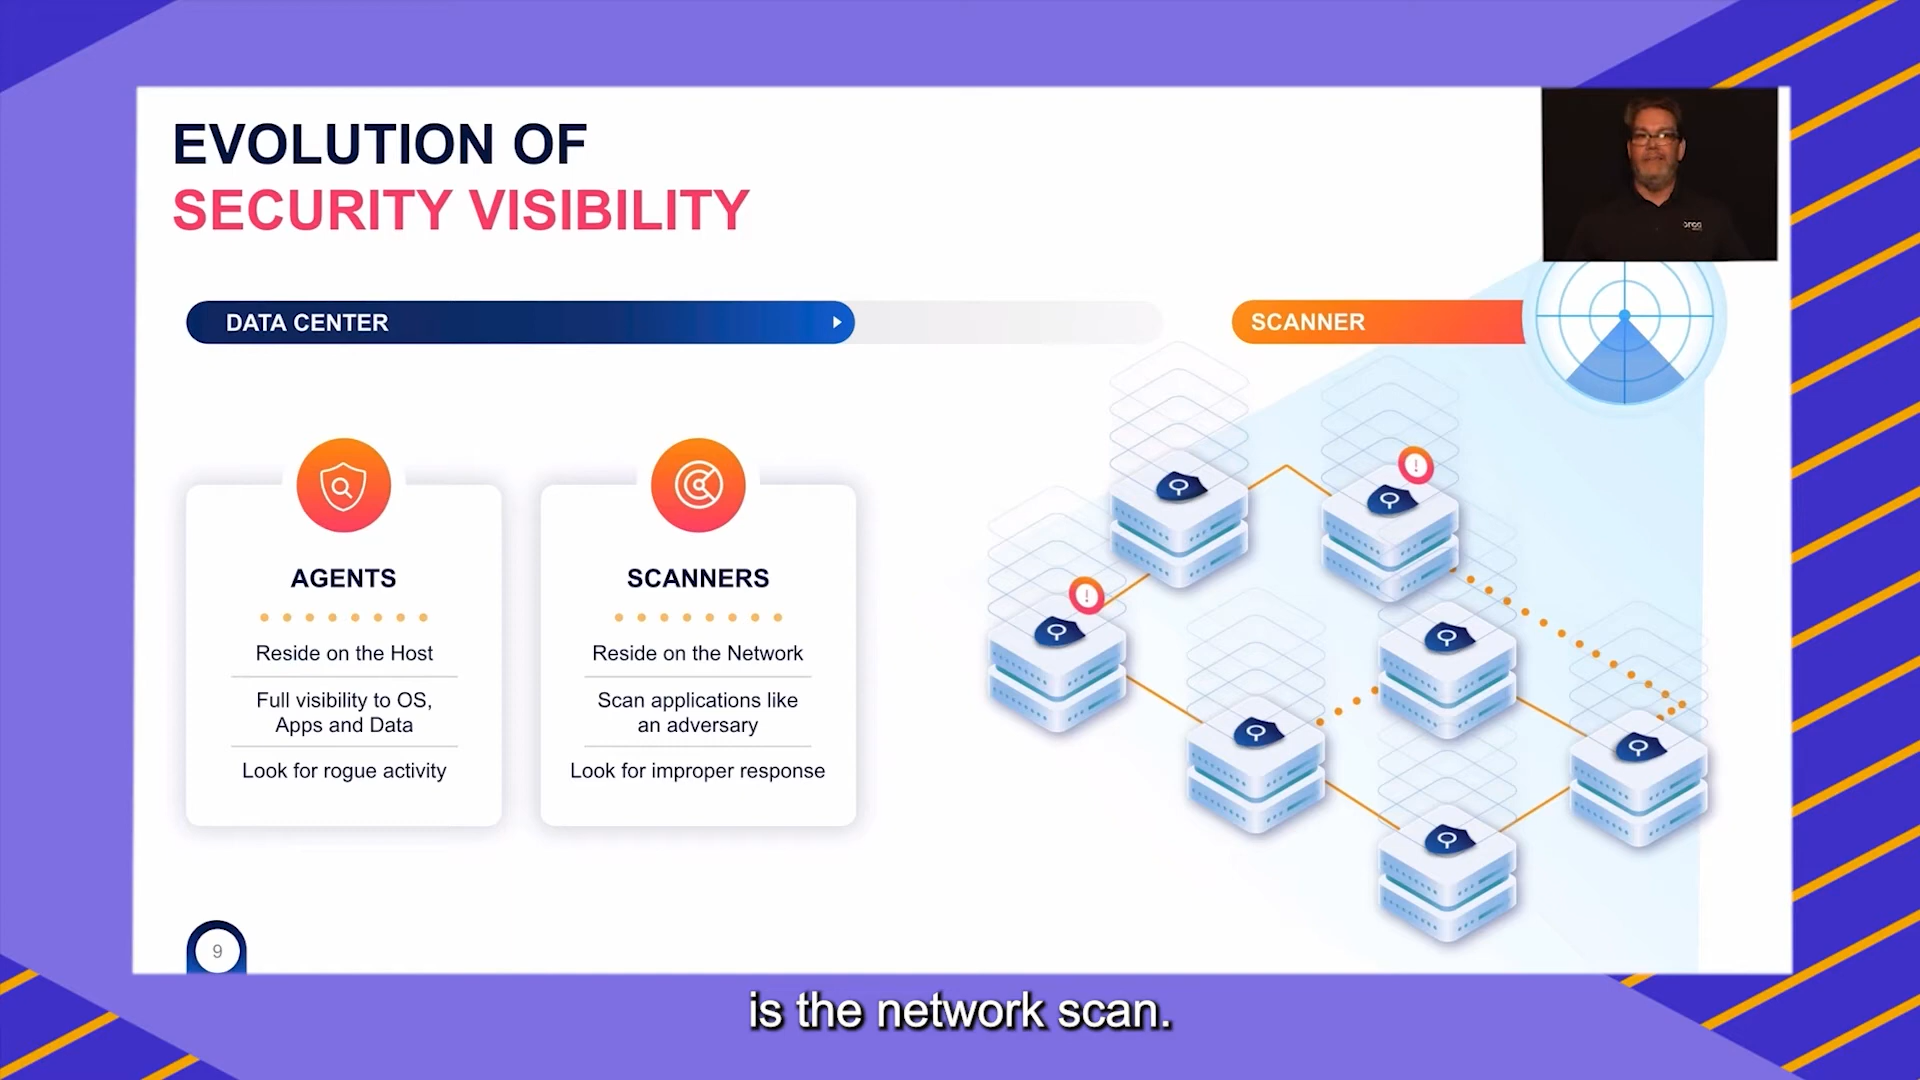 EVOLUTION OF
SECURITY VISIBILITY
orca
DATA CENTER
SCANNER
AGENTS
Reside on the Host
Full visibility to OS,
Apps and Data
Look for rogue activity
SCANNERS
Reside on the Network
Scan applications like
an adversary
Look for improper response
9
is the network scan.